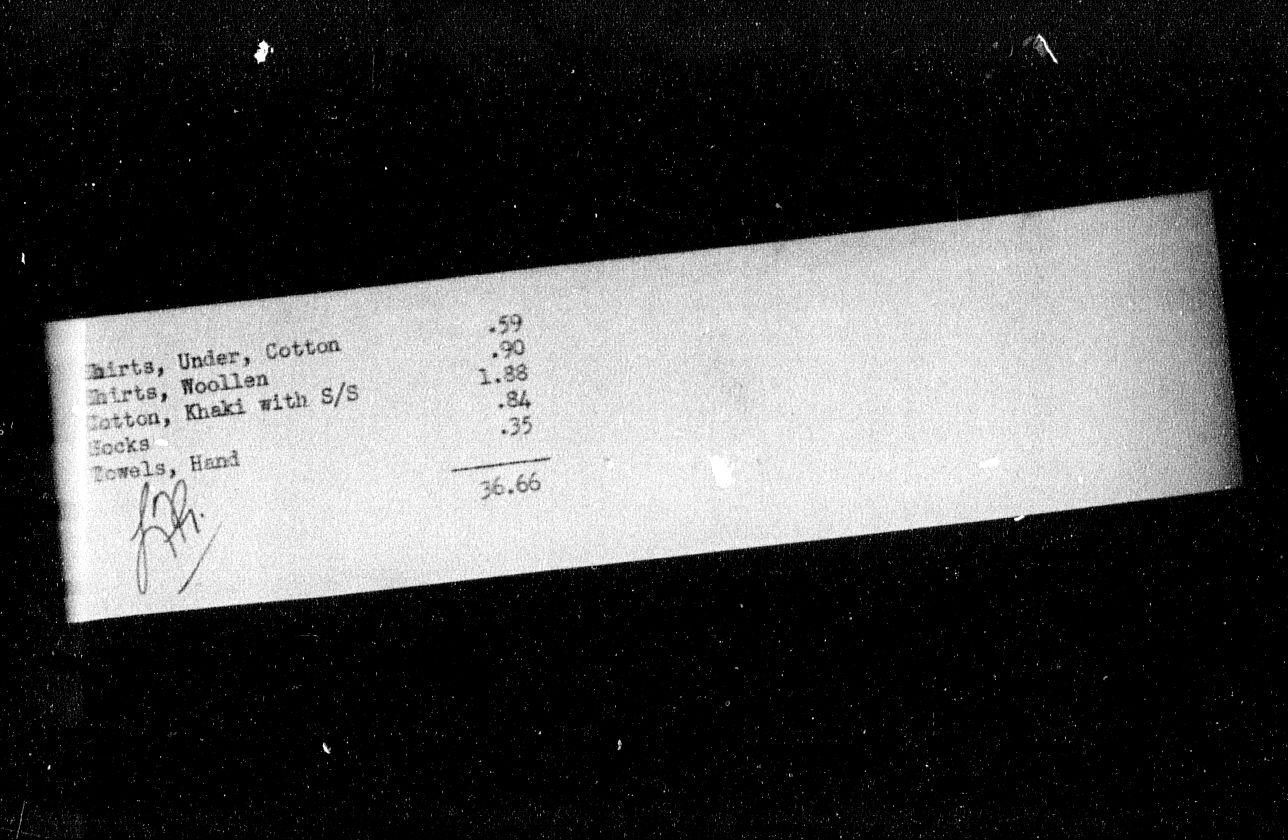 Shirts, Under, Cotton .59
Shirts, Woollen .90
Cotton, Khaki with S/S 1.88
Socks .84
Towels, Hand .35
36.66